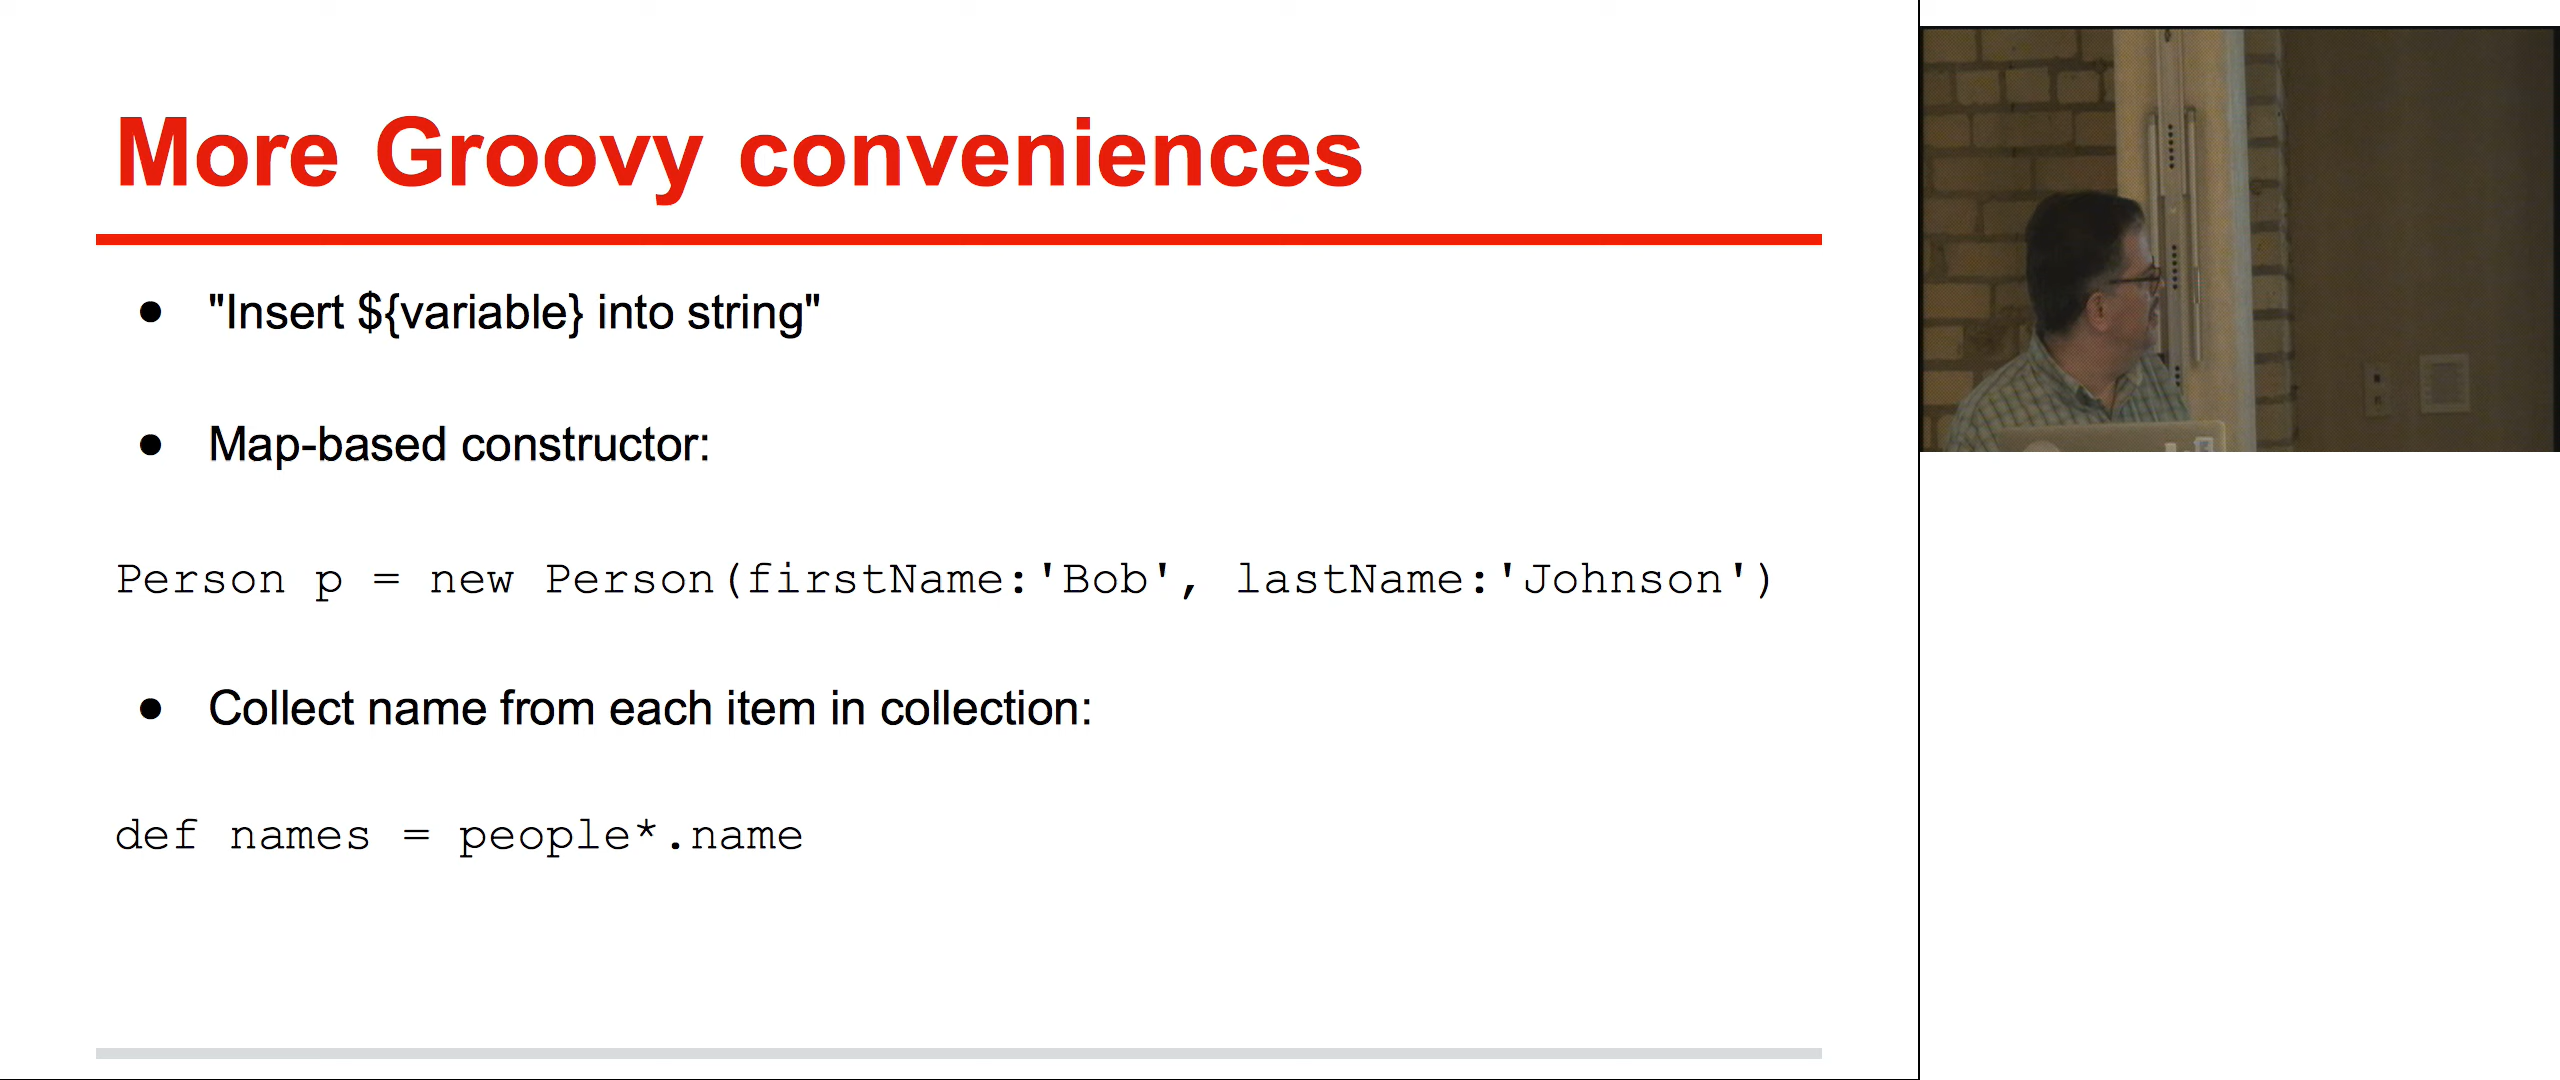 More Groovy conveniences
● "Insert ${variable} into string"
● Map-based constructor:
Person p = new Person(firstName:'Bob', lastName:'Johnson')
● Collect name from each item in collection:
def names = people*.name